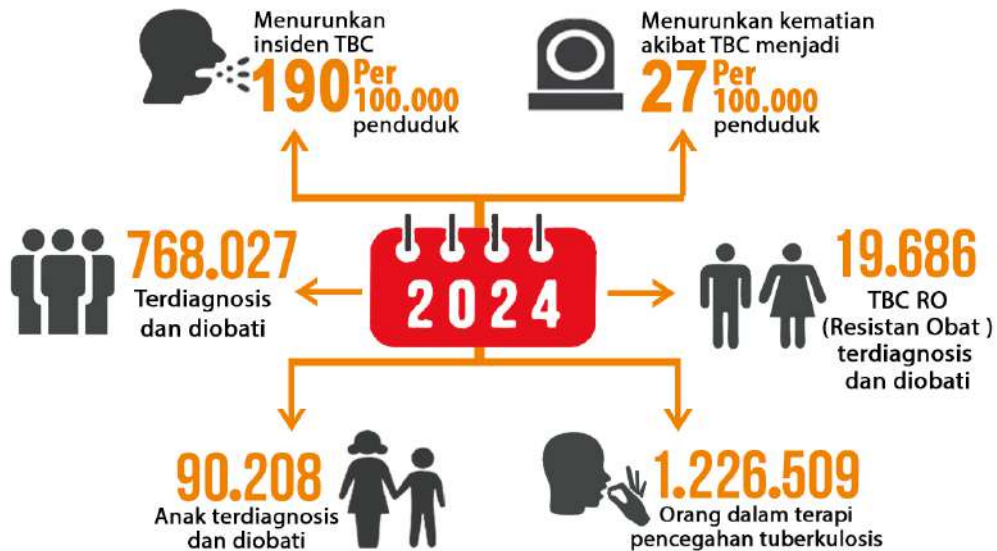 Menurunkan
insiden TBC
190 Per
100.000
penduduk
Menurunkan kematian
akibat TBC menjadi
27 Per
100.000
penduduk
768.027
Terdiagnosis
dan diobati
2024
19.686
TBC RO
(Resistan Obat )
terdiagnosis
dan diobati
90.208
Anak terdiagnosis
dan diobati
1.226.509
Orang dalam terapi
pencegahan tuberkulosis